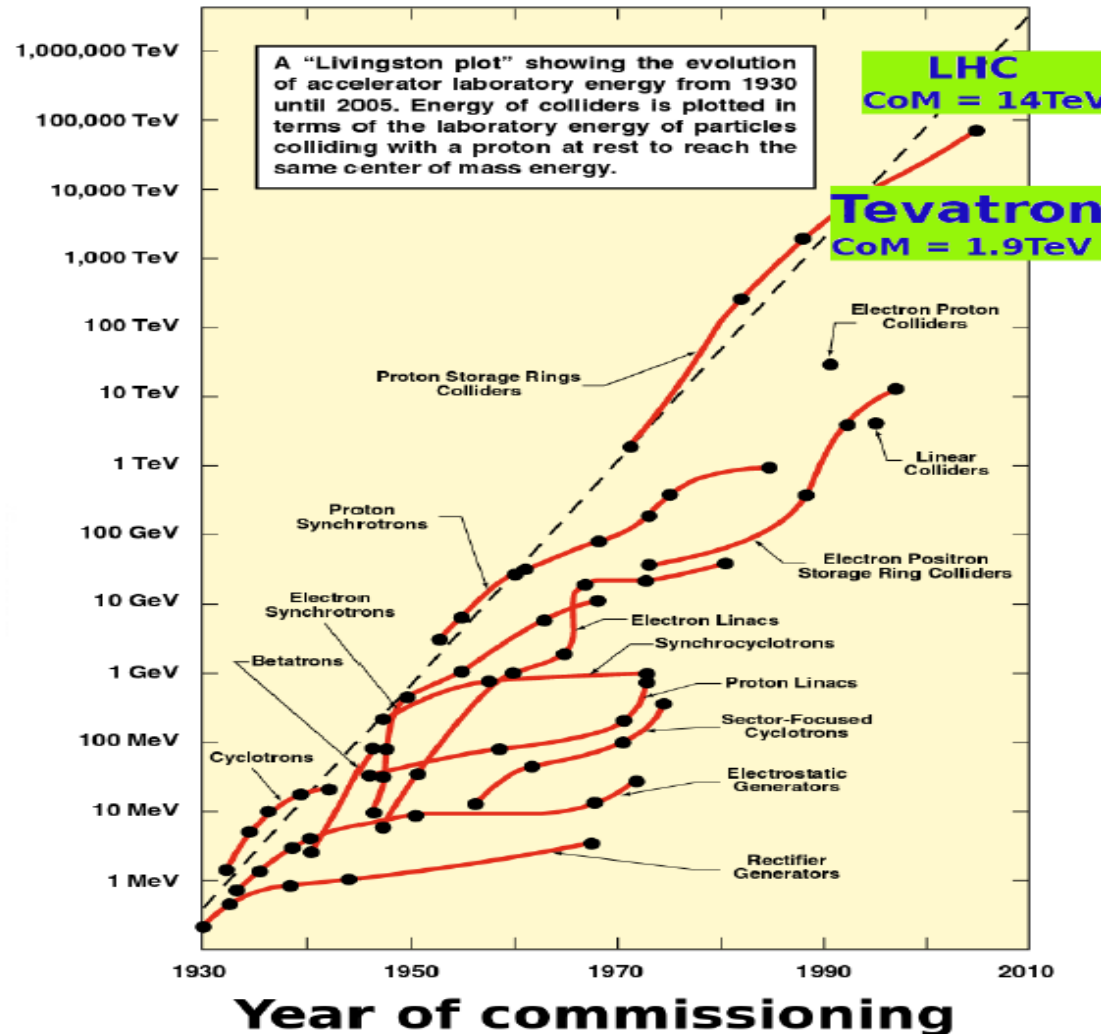 1,000,000 TeV
100,000 TeV
10,000 TeV
1,000 TeV
100 TeV
10 TeV
1 TeV
100 GeV
10 GeV
1 GeV
100 MeV
10 MeV
1 MeV
A “Livingston plot” showing the evolution
of accelerator laboratory energy from 1930
until 2005. Energy of colliders is plotted in
terms of the laboratory energy of particles
colliding with a proton at rest to reach the
same center of mass energy.
LHC
CoM = 14TeV
Tevatron
CoM = 1.9TeV
Electron Proton
Colliders
Proton Storage Rings
Colliders
Linear
Colliders
Proton
Synchrotrons
Electron Positron
Storage Ring Colliders
Electron
Synchrotrons
Electron Linacs
Synchrocyclotrons
Betatrons
Proton Linacs
Sector-Focused
Cyclotrons
Cyclotrons
Electrostatic
Generators
Rectifier
Generators
1930
1950
1970
1990
2010
Year of commissioning